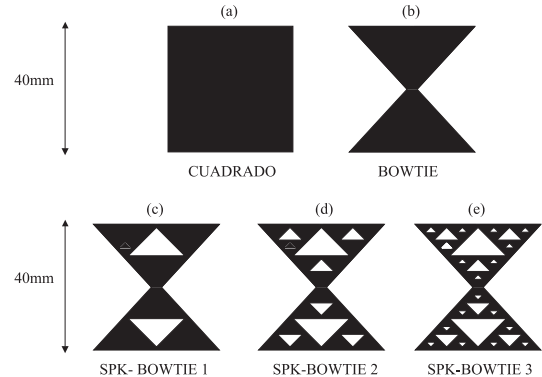 (a)
(b)
40mm
CUADRADO
BOWTIE
(c)
(d)
(e)
40mm
SPK- BOWTIE 1
SPK-BOWTIE 2
SPK-BOWTIE 3